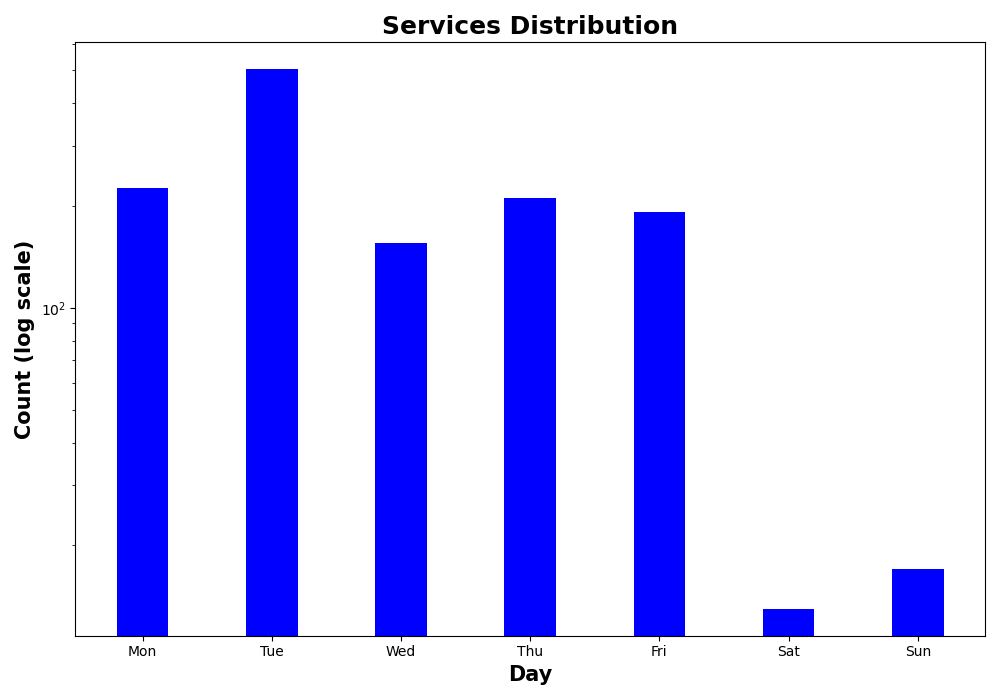 Services Distribution
Count (log scale)
10²
Mon Tue Wed Thu Fri Sat Sun
Day